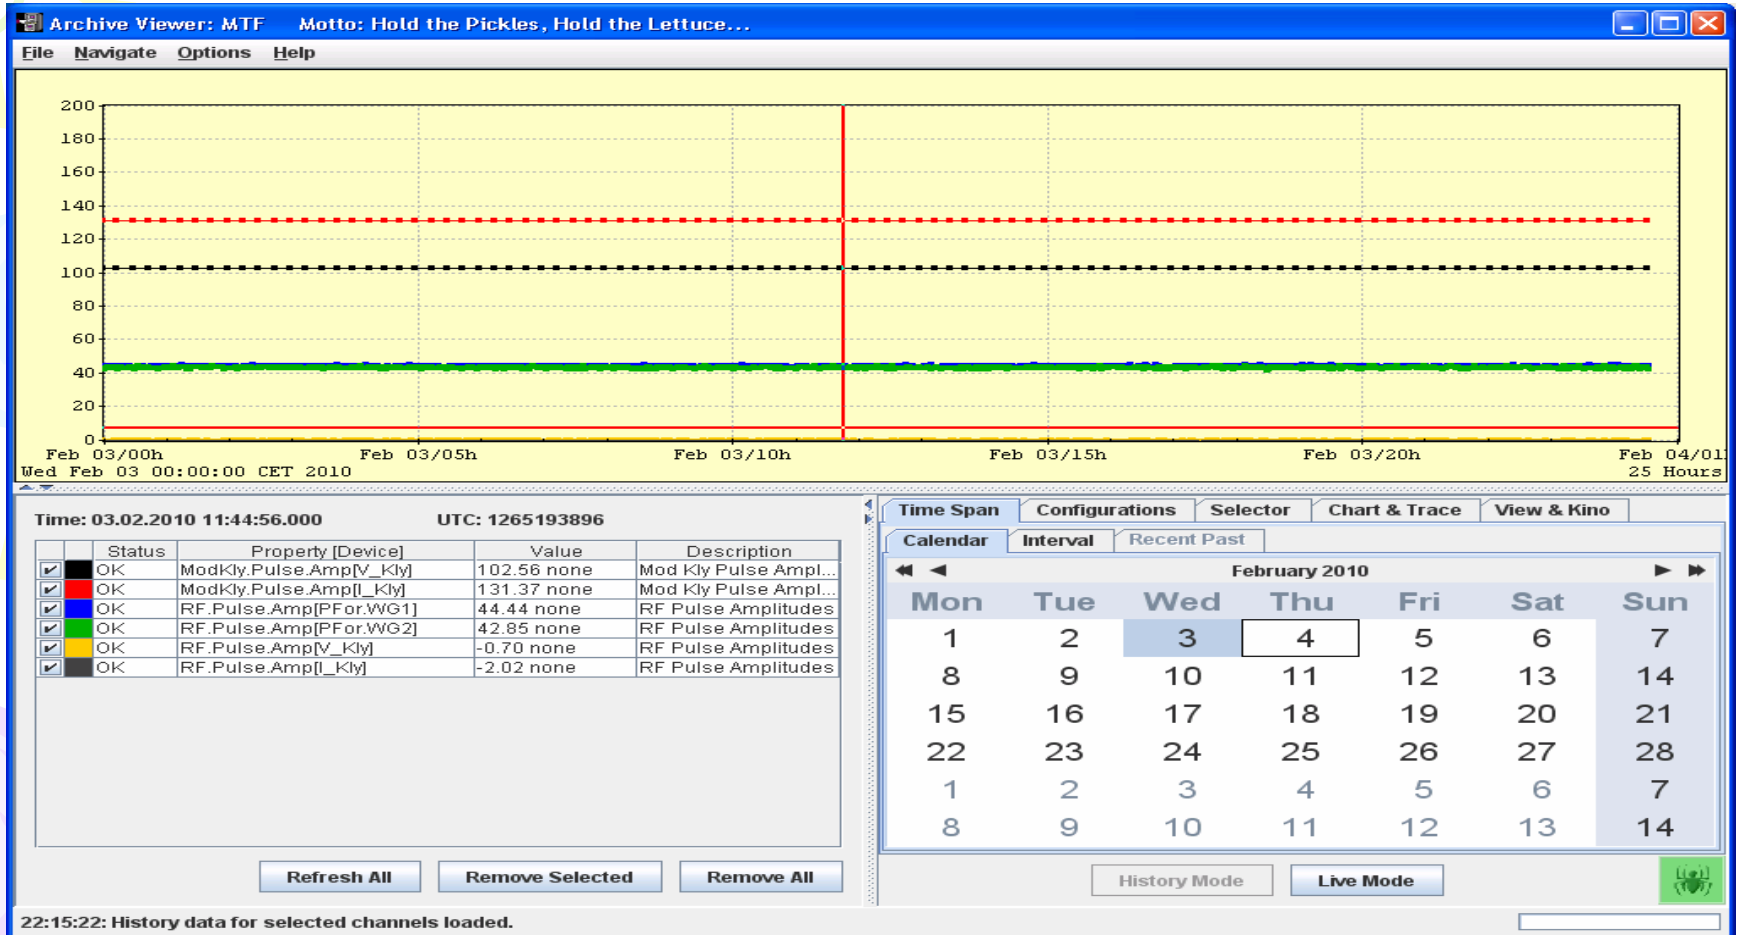 Archive Viewer: MTF Motto: Hold the Pickles, Hold the Lettuce...
File Navigate Options Help
200
180
160
140
120
100
80
60
40
20
0
Feb 03/00h Feb 03/05h Feb 03/10h Feb 03/15h Feb 03/20h Feb 04/01
Wed Feb 03 00:00:00 CET 2010 25 Hours
Time: 03.02.2010 11:44:56.000 UTC: 1265193896
Status Property [Device] Value Description
OK ModKly.Pulse.Amp[V_Kly] 102.56 none Mod Kly Pulse Ampl...
OK ModKly.Pulse.Amp[I_Kly] 131.37 none Mod Kly Pulse Ampl...
OK RF.Pulse.Amp[PFor.WG1] 44.44 none RF Pulse Amplitudes
OK RF.Pulse.Amp[PFor.WG2] 42.85 none RF Pulse Amplitudes
OK RF.Pulse.Amp[V_Kly] -0.70 none RF Pulse Amplitudes
OK RF.Pulse.Amp[I_Kly] -2.02 none RF Pulse Amplitudes
Refresh All Remove Selected Remove All
Time Span Configurations Selector Chart & Trace View & Kino
Calendar Interval Recent Past
February 2010
Mon Tue Wed Thu Fri Sat Sun
1 2 3 4 5 6 7
8 9 10 11 12 13 14
15 16 17 18 19 20 21
22 23 24 25 26 27 28
1 2 3 4 5 6 7
8 9 10 11 12 13 14
History Mode Live Mode
22:15:22: History data for selected channels loaded.